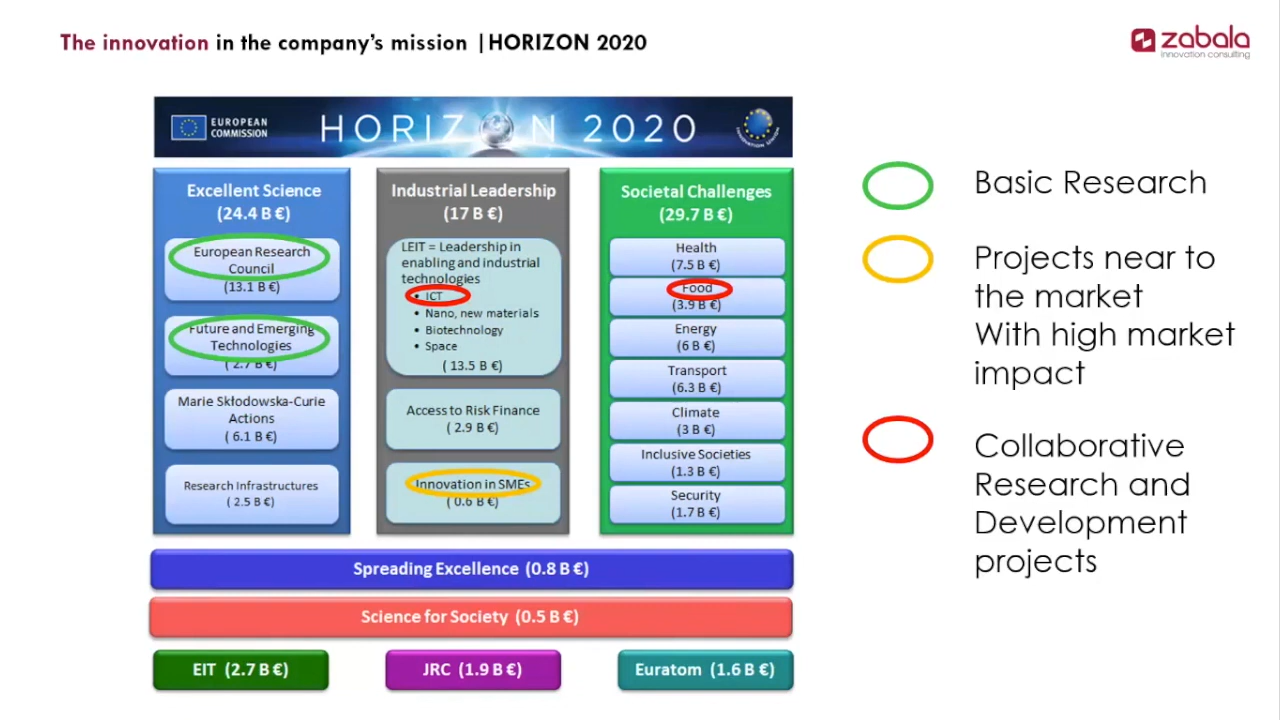 The innovation in the company's mission |HORIZON 2020
zabala
innovation consulting
EUROPEAN
COMMISSION
HORIZON 2020
INNOVATION UNION
Excellent Science
(24.4 B €)
European Research
Council
(13.1 B €)
Future and Emerging
Technologies
( 2.7 B €)
Marie Skłodowska-Curie
Actions
( 6.1 B €)
Research Infrastructures
( 2.5 B €)
Industrial Leadership
(17 B €)
LEIT = Leadership in
enabling and industrial
technologies
• ICT
• Nano, new materials
• Biotechnology
• Space
( 13.5 B €)
Access to Risk Finance
( 2.9 B €)
Innovation in SMEs
( 0.6 B €)
Societal Challenges
(29.7 B €)
Health
(7.5 B €)
Food
(3.9 B €)
Energy
(6 B €)
Transport
(6.3 B €)
Climate
(3 B €)
Inclusive Societies
(1.3 B €)
Security
(1.7 B €)
Spreading Excellence (0.8 B €)
Science for Society (0.5 B €)
EIT (2.7 B €)
JRC (1.9 B €)
Euratom (1.6 B €)
Basic Research
Projects near to
the market
With high market
impact
Collaborative
Research and
Development
projects